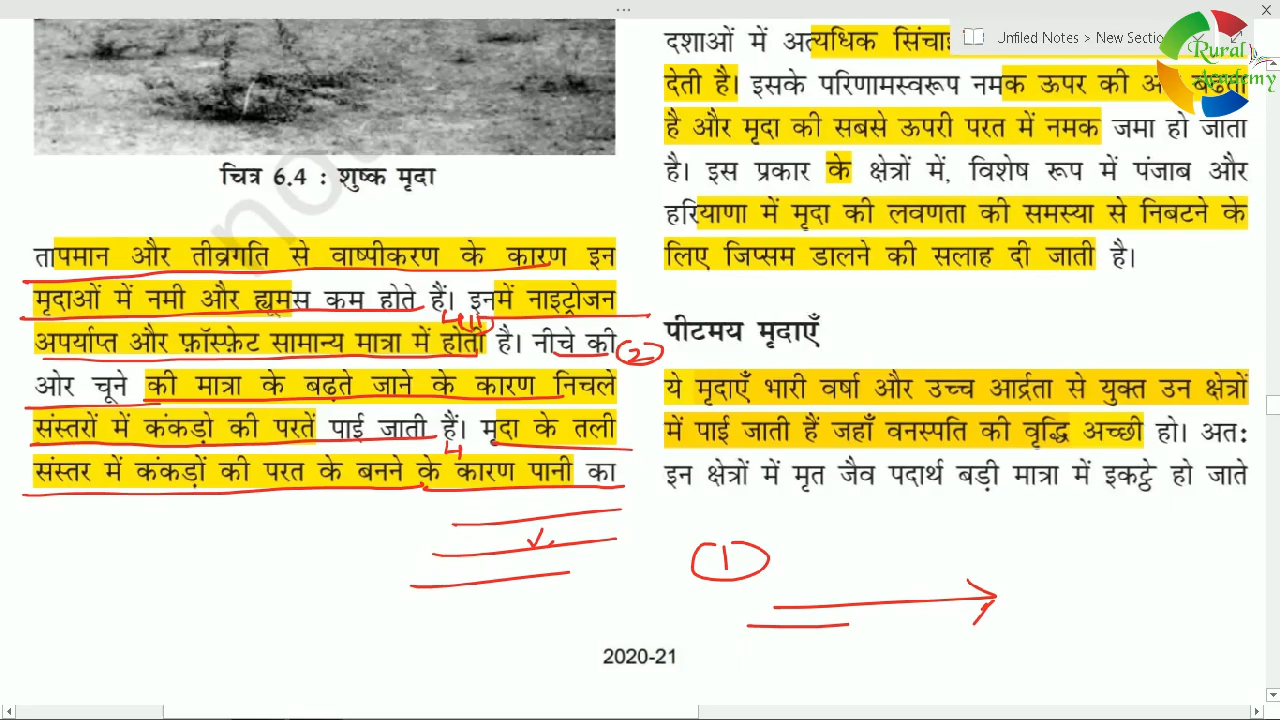 चित्र 6.4 : शुष्क मृदा
तापमान और तीव्रगति से वाष्पीकरण के कारण इन
मृदाओं में नमी और ह्यूमस कम होते हैं। इनमें नाइट्रोजन
अपर्याप्त और फ़ॉस्फ़ेट सामान्य मात्रा में होती है। नीचे की
ओर चूने की मात्रा के बढ़ते जाने के कारण निचले
संस्तरों में कंकड़ो की परतें पाई जाती हैं। मृदा के तली
संस्तर में कंकड़ों की परत के बनने के कारण पानी का
दशाओं में अत्यधिक
देती है। इसके परिणामस्वरूप नमक ऊपर की
है और मृदा की सबसे ऊपरी परत में नमक जमा हो जाता
है। इस प्रकार के क्षेत्रों में, विशेष रूप में पंजाब और
हरियाणा में मृदा की लवणता की समस्या से निबटने के
लिए जिप्सम डालने की सलाह दी जाती है।
पीटमय मृदाएँ
ये मृदाएँ भारी वर्षा और उच्च आर्द्रता से युक्त उन क्षेत्रों
में पाई जाती हैं जहाँ वनस्पति की वृद्धि अच्छी हो। अत:
इन क्षेत्रों में मृत जैव पदार्थ बड़ी मात्रा में इकट्ठे हो जाते
2020-21
Unfiled Notes > New Sectio
Rural
Academy
2
1